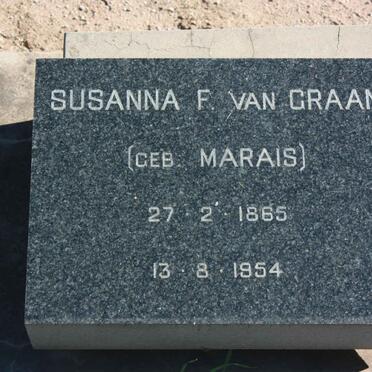 SUSANNA F. VAN GRAAN
(GEB. MARAIS)
27 · 2 · 1865
13 · 8 · 1954